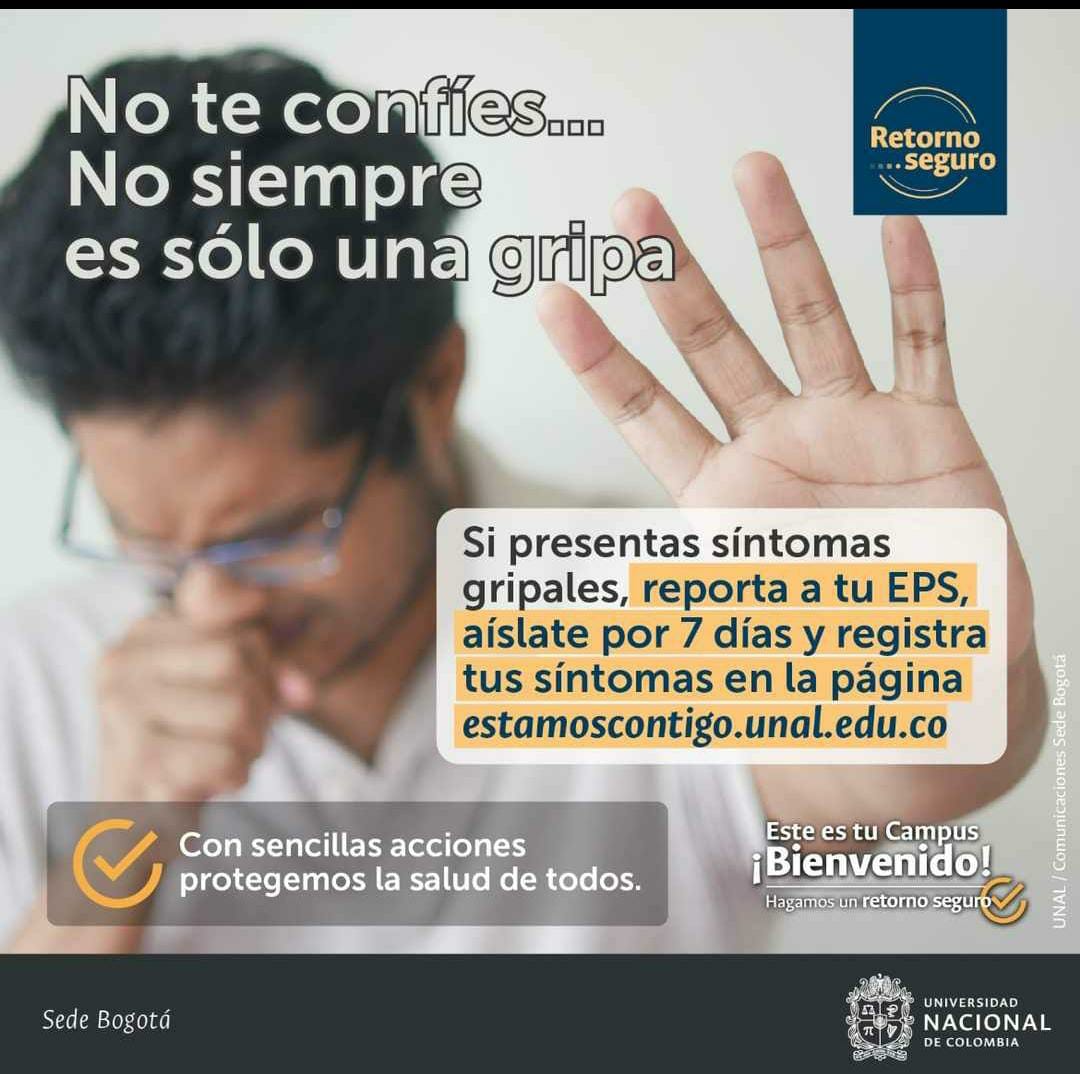 No te confíes...
No siempre
es sólo una gripa
Retorno
seguro
Si presentas síntomas
gripales, reporta a tu EPS,
aíslate por 7 días y registra
tus síntomas en la página
estamoscontigo.unal.edu.co
Con sencillas acciones
protegemos la salud de todos.
Este es tu Campus
¡Bienvenido!
Hagamos un retorno seguro
UNAL / Comunicaciones Sede Bogotá
Sede Bogotá
UNIVERSIDAD
NACIONAL
DE COLOMBIA